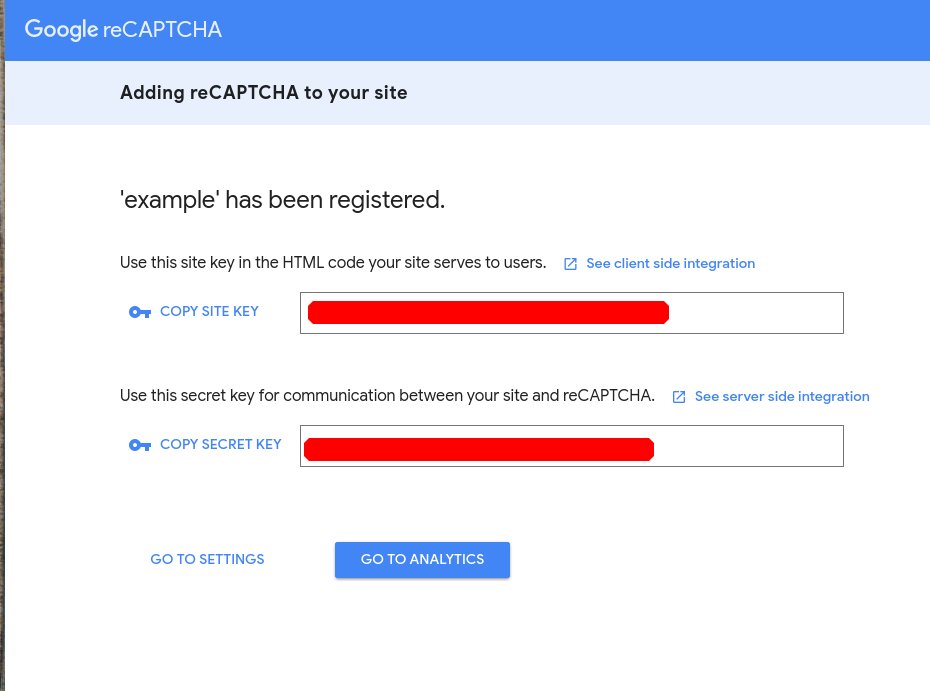 Google reCAPTCHA
Adding reCAPTCHA to your site
'example' has been registered.
Use this site key in the HTML code your site serves to users. See client side integration
COPY SITE KEY
Use this secret key for communication between your site and reCAPTCHA. See server side integration
COPY SECRET KEY
GO TO SETTINGS GO TO ANALYTICS